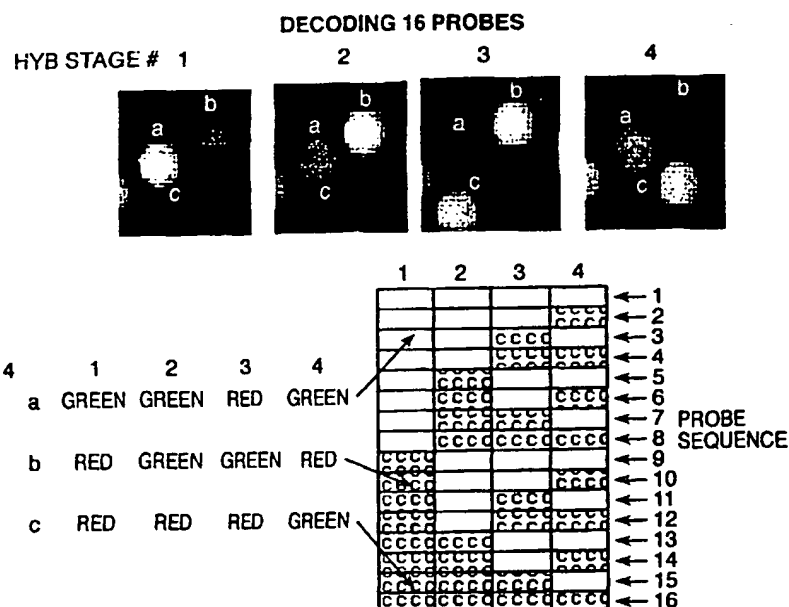 DECODING 16 PROBES
HYB STAGE # 1 2 3 4
a b c
a b c
a b c
a b c
1 2 3 4
1
2
3
4
5
6
7 PROBE
8 SEQUENCE
9
10
11
12
13
14
15
16
4 1 2 3 4
a GREEN GREEN RED GREEN
b RED GREEN GREEN RED
c RED RED RED GREEN